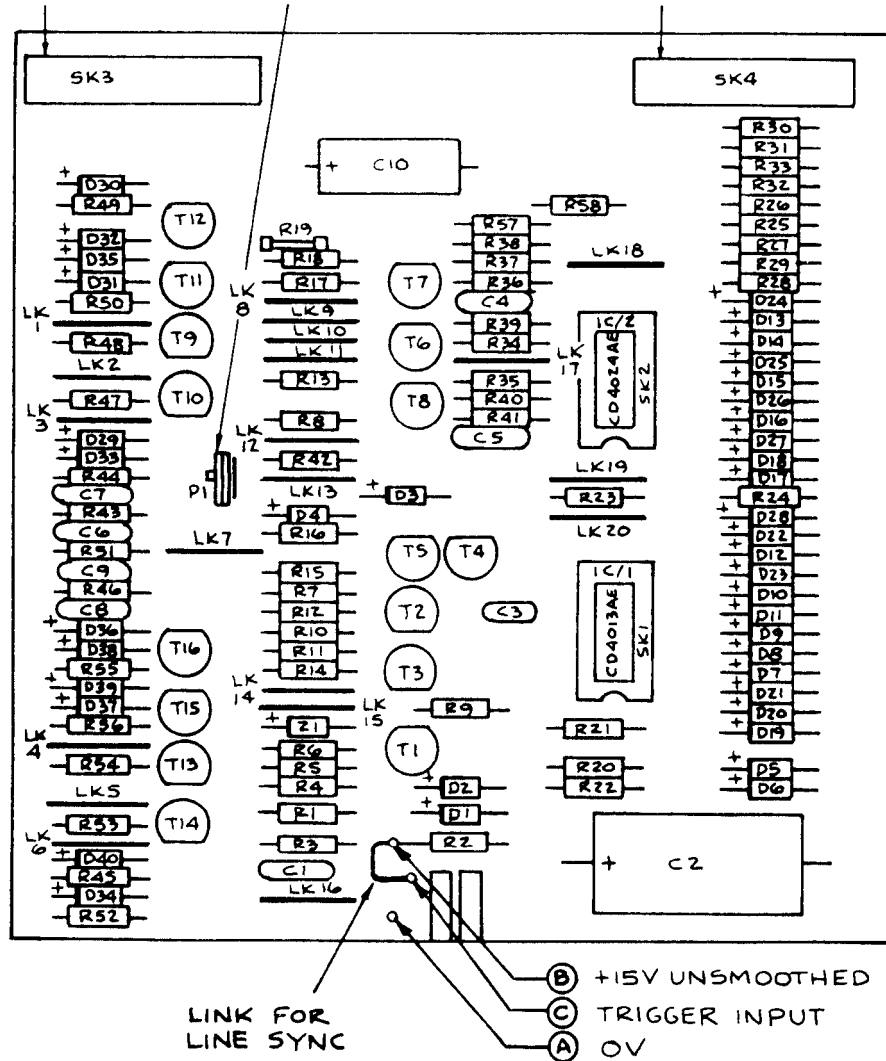 SK3
SK4
R30
R31
R33
R32
R26
R25
R27
R29
R28
+
D24
+ D13
+ D14
+ D25
+ D15
+ D26
+ D16
+ D27
+ D18
+ D17
R24
+ D28
+ D22
+ D12
+ D23
+ D10
+ D11
+ D9
+ D8
+ D7
+ D21
+ D20
D19
+ D5
+ D6
+ C10
R58
LK18
IC/2
CD4024AE
SK2
LK19
R23
LK20
IC/1
CD4013AE
SK1
R21
R20
R22
+ C2
R57
R38
R37
R36
C4
R39
R34
LK
17
R35
R40
R41
C5
T7
T6
T8
+ D3
T5
T4
T2
C3
T3
R9
T1
+ D2
+ D1
R2
R19
R18
R17
LK
8
LK9
LK10
LK11
R13
R8
LK
12
R42
LK13
+ D4
R16
R15
R7
R12
R10
R11
R14
LK
14
LK
15
+ Z1
R6
R5
R4
R1
R3
C1
LK16
+ D30
R49
T12
+ D32
+ D35
+ D31
R50
T11
LK
1
R48
T9
LK2
R47
T10
LK
3
+ D29
+ D33
R44
C7
R43
C6
R51
C9
R46
C8
P1
LK7
+ D36
+ D38
R55
T16
+ D39
+ D37
R56
T15
LK
4
R54
T13
LK5
R53
T14
LK
6
+ D40
R45
+ D34
R52
LINK FOR
LINE SYNC
B +15V UNSMOOTHED
C TRIGGER INPUT
A OV